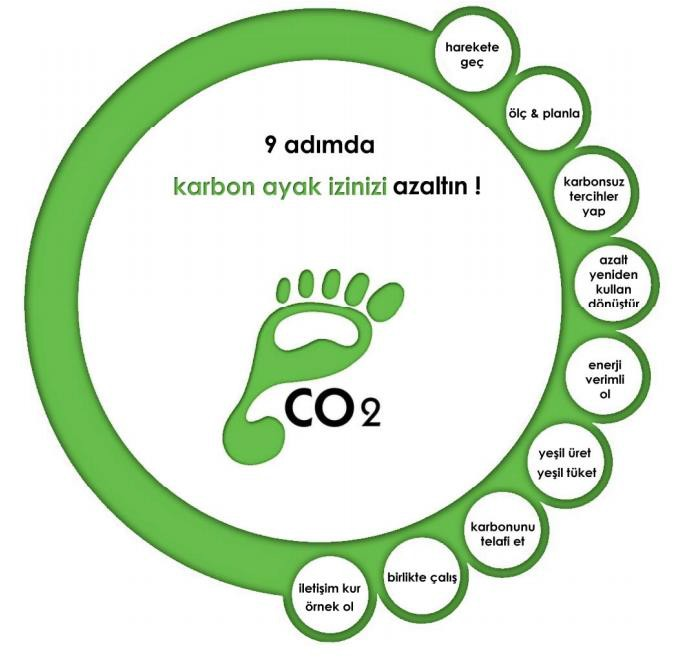 9 adımda
karbon ayak izinizi azaltın !
harekete
geç
ölç & planla
karbonsuz
tercihler
yap
azalt
yeniden
kullan
dönüştür
enerji
verimli
ol
yeşil üret
yeşil tüket
karbonunu
telafi et
birlikte çalış
iletişim kur
örnek ol
CO2